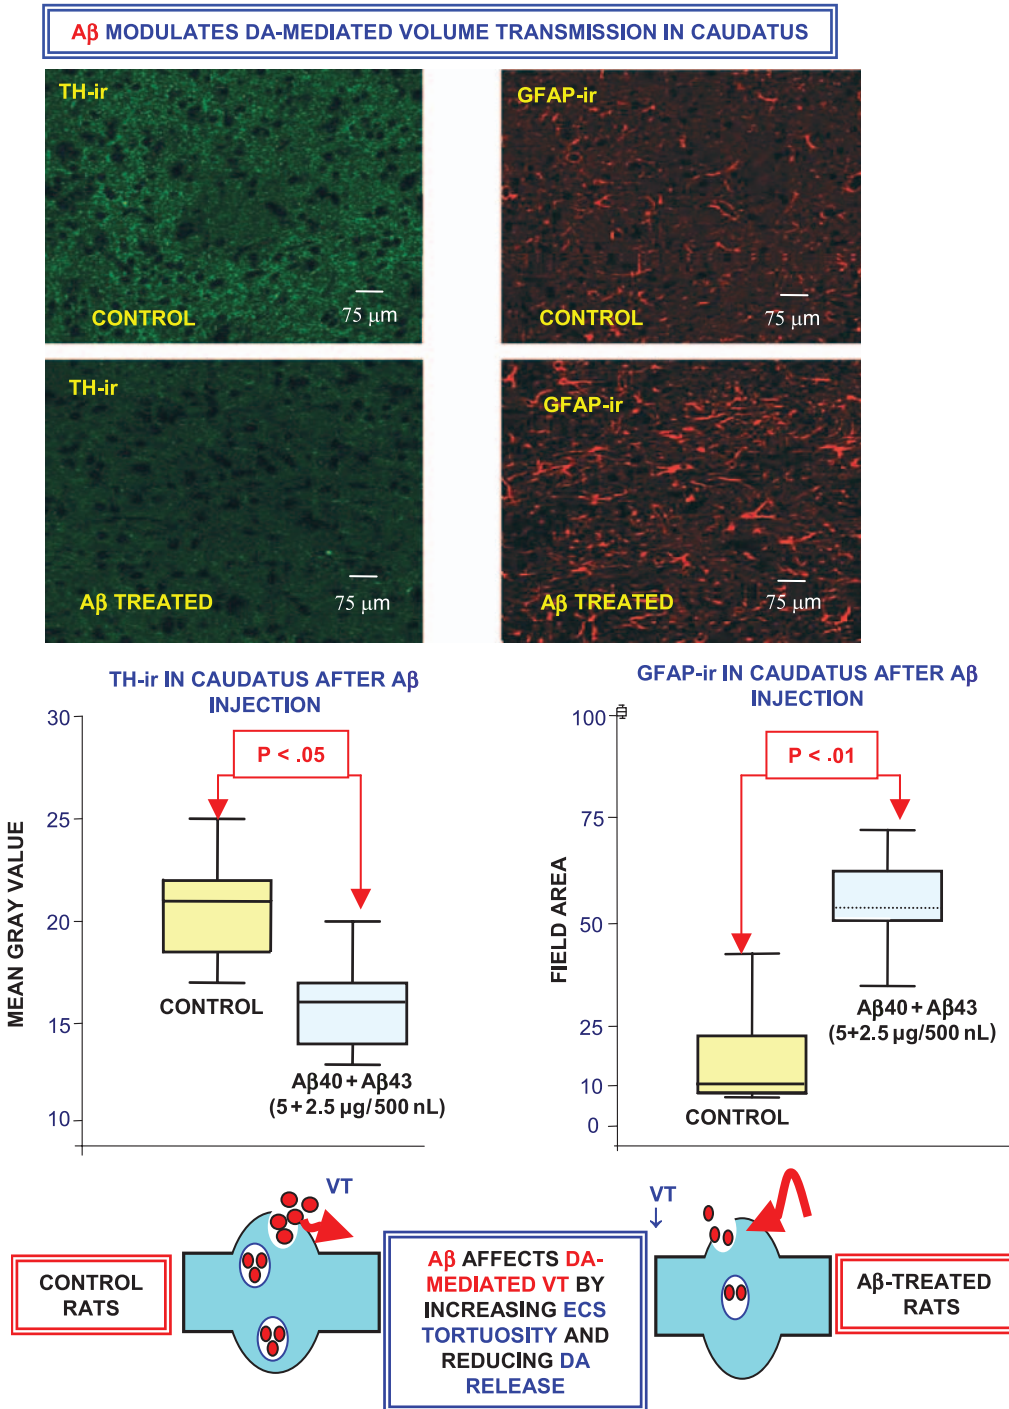 Aβ MODULATES DA-MEDIATED VOLUME TRANSMISSION IN CAUDATUS
TH-ir
GFAP-ir
CONTROL
75 μm
CONTROL
75 μm
TH-ir
GFAP-ir
Aβ TREATED
75 μm
Aβ TREATED
75 μm
TH-ir IN CAUDATUS AFTER Aβ
INJECTION
30
25
20
15
10
MEAN GRAY VALUE
P < .05
CONTROL
Aβ40 + Aβ43
(5 + 2.5 μg/500 nL)
GFAP-ir IN CAUDATUS AFTER Aβ
INJECTION
100
75
50
25
10
0
FIELD AREA
P < .01
CONTROL
Aβ40 + Aβ43
(5+2.5 μg/500 nL)
CONTROL
RATS
VT
Aβ AFFECTS DA-
MEDIATED VT BY
INCREASING ECS
TORTUOSITY AND
REDUCING DA
RELEASE
VT
↓
Aβ-TREATED
RATS